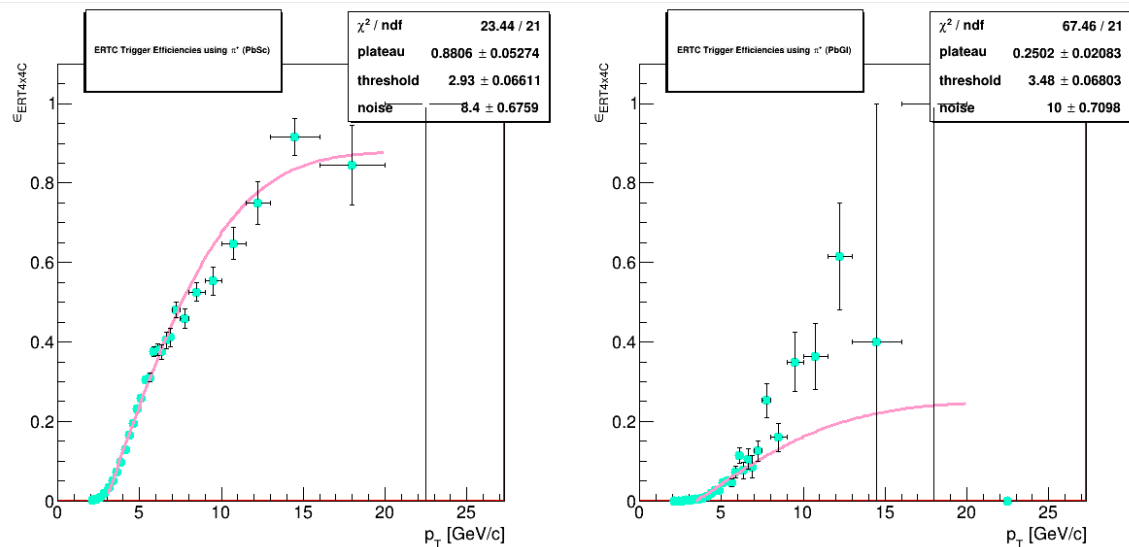 ERTC Trigger Efficiencies using π⁺ (PbSc)
χ² / ndf 23.44 / 21
plateau 0.8806 ± 0.05274
threshold 2.93 ± 0.06611
noise 8.4 ± 0.6759
ϵERT4x4C
1
0.8
0.6
0.4
0.2
0
0 5 10 15 20 25
pT [GeV/c]
ERTC Trigger Efficiencies using π⁺ (PbGl)
χ² / ndf 67.46 / 21
plateau 0.2502 ± 0.02083
threshold 3.48 ± 0.06803
noise 10 ± 0.7098
ϵERT4x4C
1
0.8
0.6
0.4
0.2
0
0 5 10 15 20 25
pT [GeV/c]